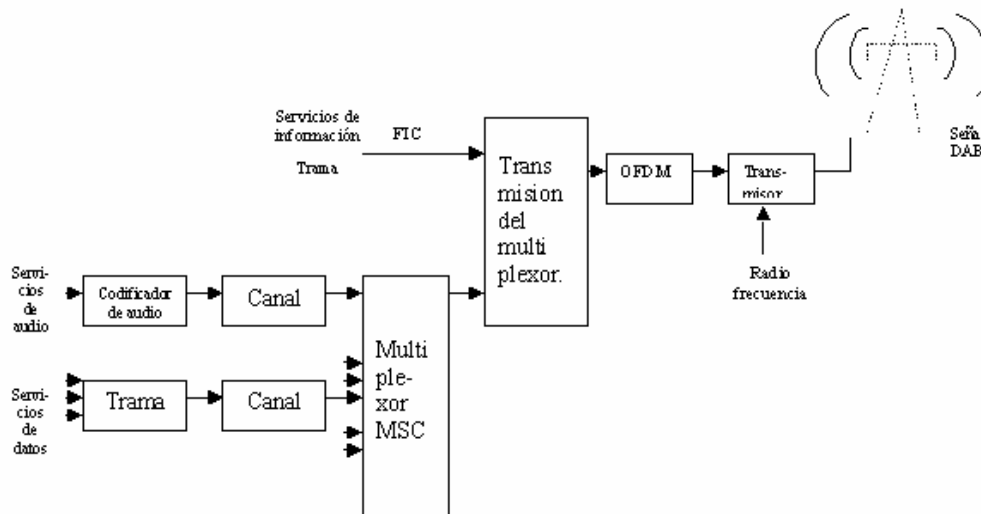 Servicios de
información
Trama
FIC
Trans
mision
del
multi
plexor.
OFDM
Trans-
misor
Seña
DAB
Radio
frecuencia
Servi-
cios
de
audio
Codificador
de audio
Canal
Multi
ple-
xor
MSC
Servi-
cios
de
datos
Trama
Canal